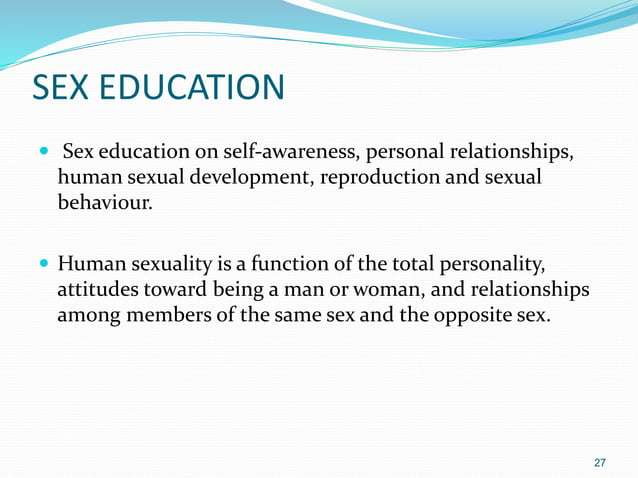 SEX EDUCATION
• Sex education on self-awareness, personal relationships,
human sexual development, reproduction and sexual
behaviour.
• Human sexuality is a function of the total personality,
attitudes toward being a man or woman, and relationships
among members of the same sex and the opposite sex.
27